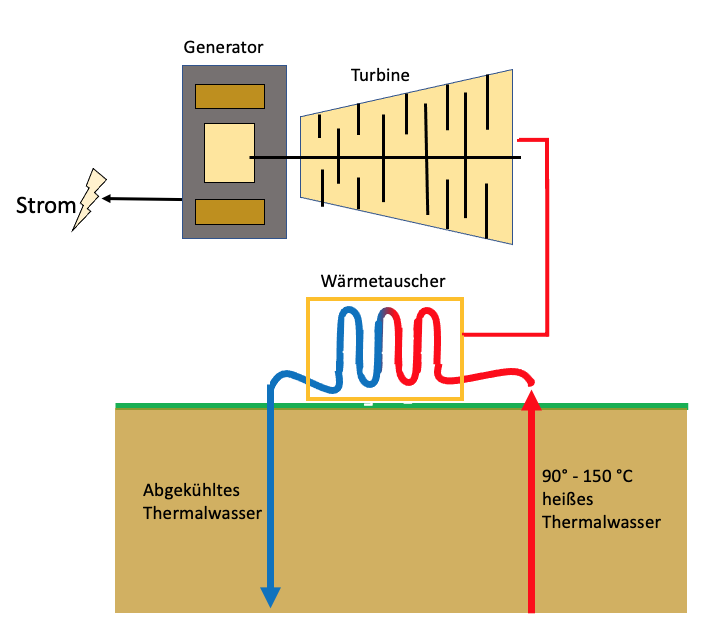 Generator
Turbine
Strom
Wärmetauscher
Abgekühltes
Thermalwasser
90° - 150 °C
heißes
Thermalwasser